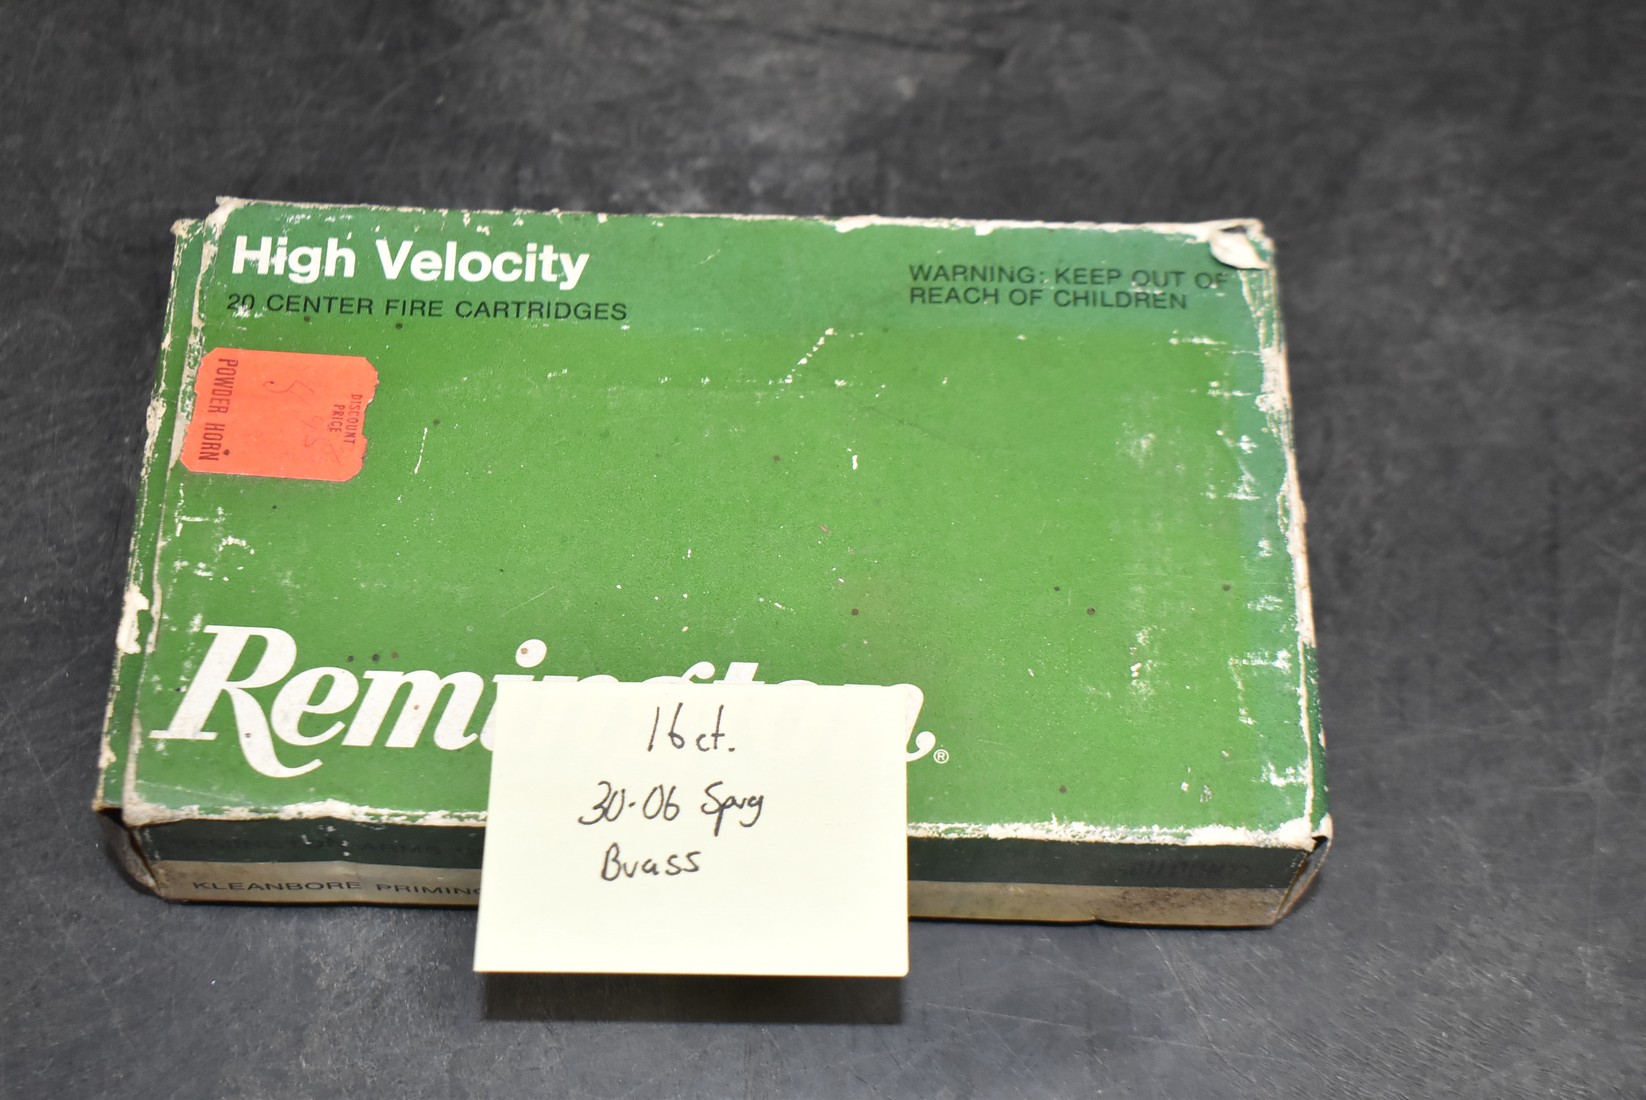 High Velocity
20 CENTER FIRE CARTRIDGES
WARNING: KEEP OUT OF
REACH OF CHILDREN
DISCOUNT
PRICE
POWDER HORN
Remington®
16 ct.
30-06 Sprg
Brass
KLEANBORE PRIMING